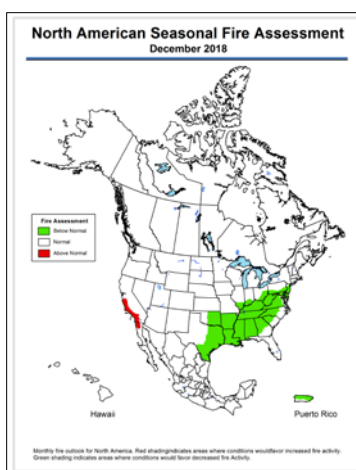 North American Seasonal Fire Assessment
December 2018
Fire Assessment
Below Normal
Normal
Above Normal
Hawaii
Puerto Rico
Monthly fire outlook for North America. Red shadingindicates areas where conditions wouldfavor increased fire activity.
Green shading indicates areas where conditions would favor decreased fire Activity.